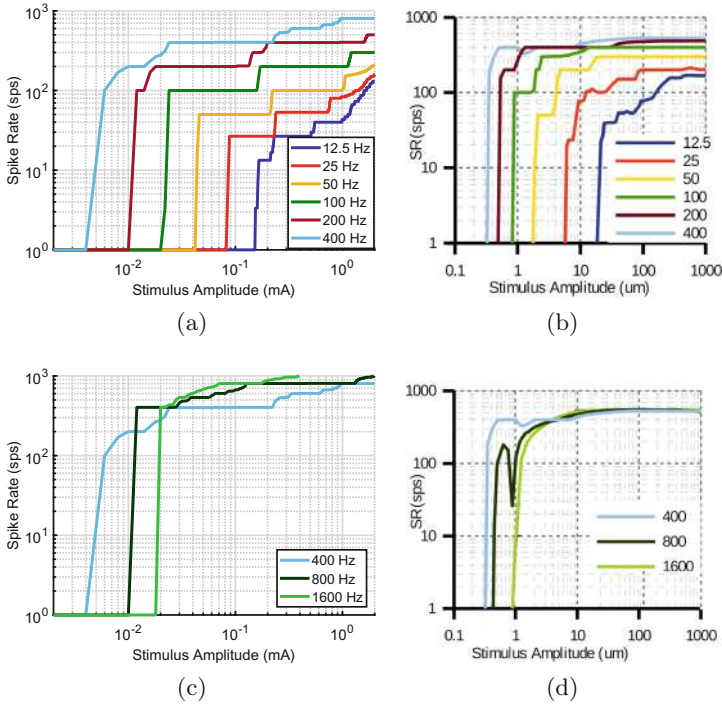 Spike Rate (sps)
10³
10²
10¹
10⁰
10⁻²
10⁻¹
10⁰
Stimulus Amplitude (mA)
12.5 Hz
25 Hz
50 Hz
100 Hz
200 Hz
400 Hz
(a)
SR(sps)
1000
100
10
1
0.1
1
10
100
1000
Stimulus Amplitude (um)
12.5
25
50
100
200
400
(b)
Spike Rate (sps)
10³
10²
10¹
10⁰
10⁻²
10⁻¹
10⁰
Stimulus Amplitude (mA)
400 Hz
800 Hz
1600 Hz
(c)
SR(sps)
1000
100
10
1
0.1
1
10
100
1000
Stimulus Amplitude (um)
400
800
1600
(d)